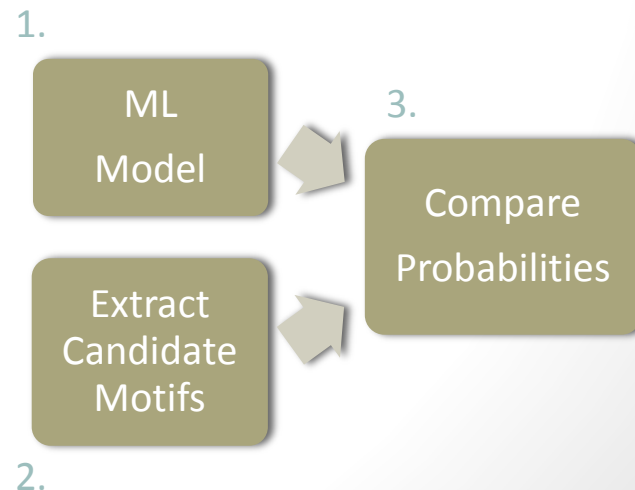 1.
ML
Model
3.
Compare
Probabilities
Extract
Candidate
Motifs
2.